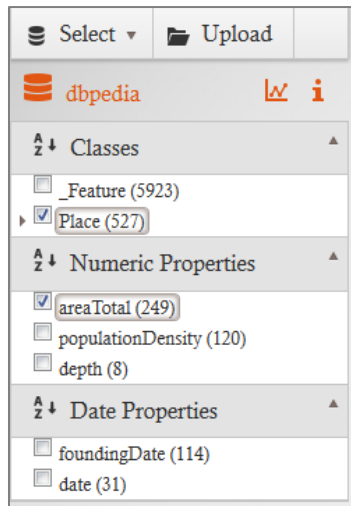 Select Upload
dbpedia
Classes
_Feature (5923)
Place (527)
Numeric Properties
areaTotal (249)
populationDensity (120)
depth (8)
Date Properties
foundingDate (114)
date (31)